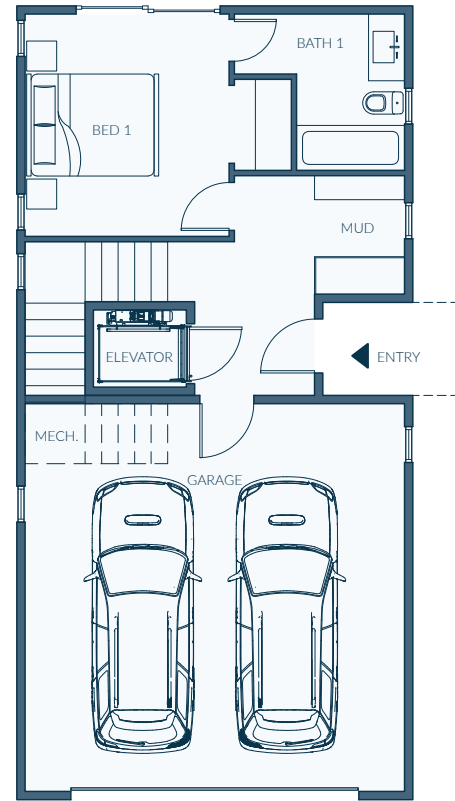 BATH 1
BED 1
MUD
ELEVATOR
ENTRY
MECH.
GARAGE